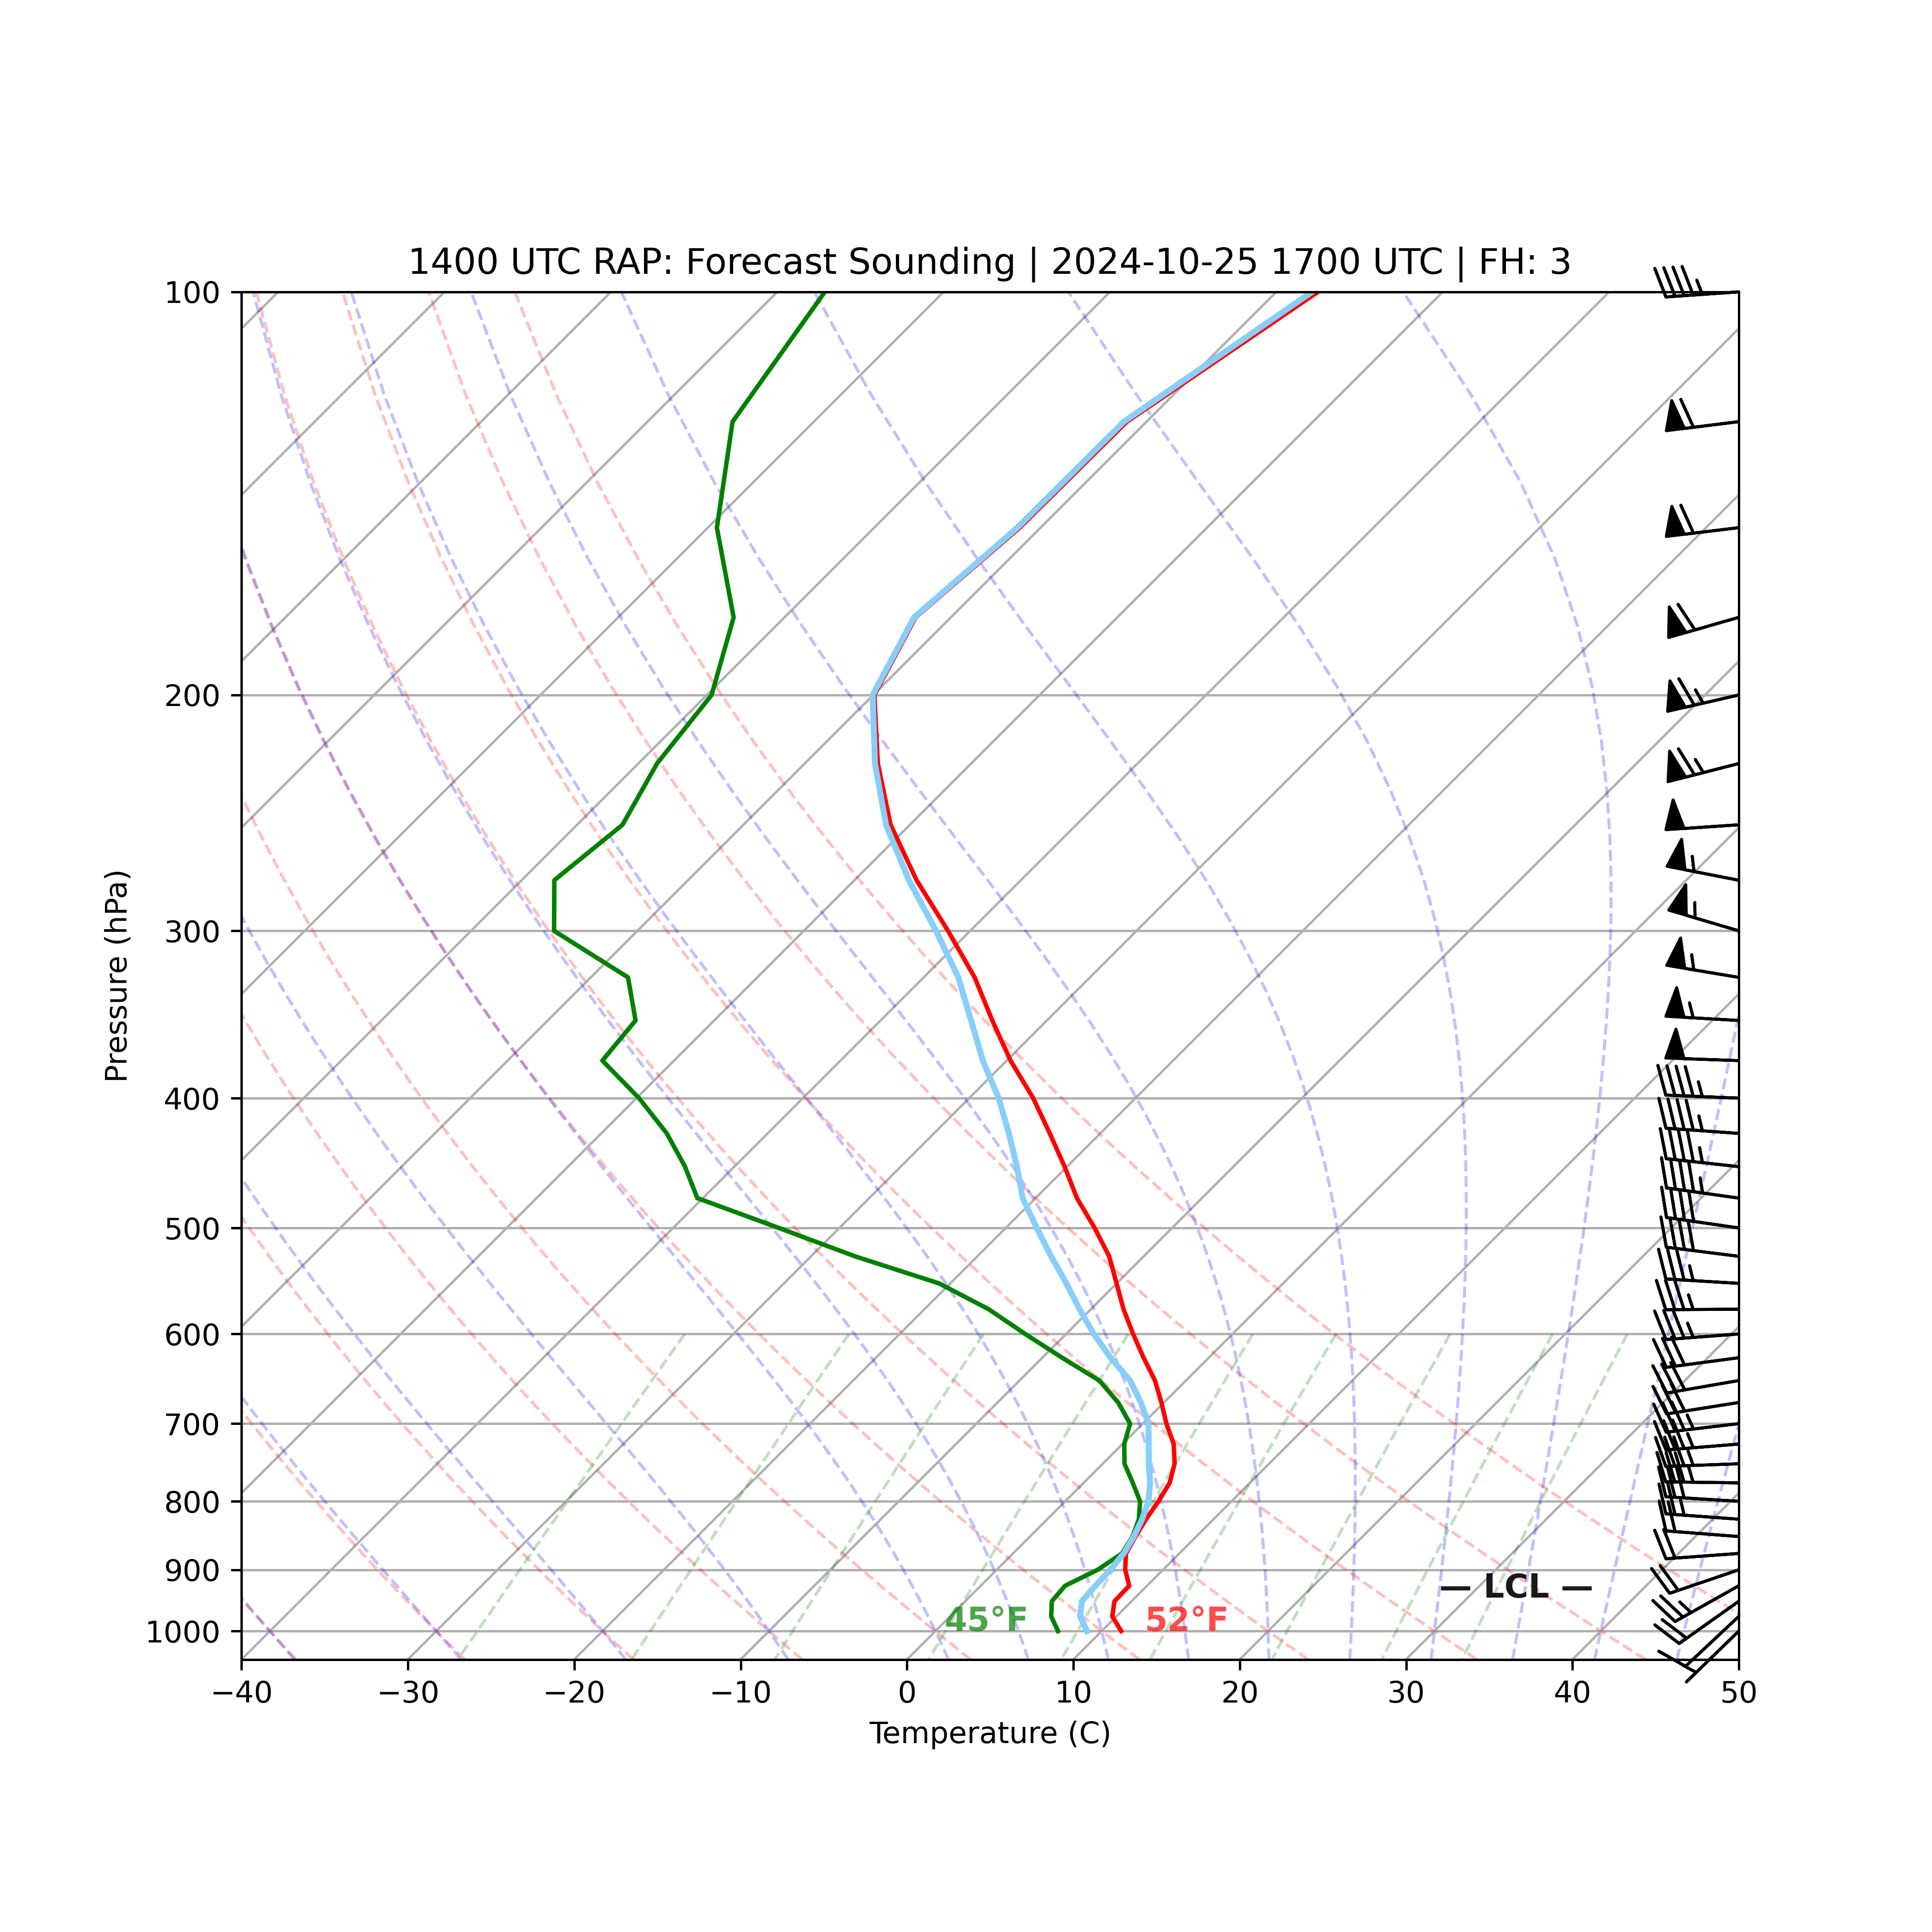 1400 UTC RAP: Forecast Sounding | 2024-10-25 1700 UTC | FH: 3
100
200
300
400
500
600
700
800
900
1000
Pressure (hPa)
— LCL —
45°F
52°F
−40 −30 −20 −10 0 10 20 30 40 50
Temperature (C)